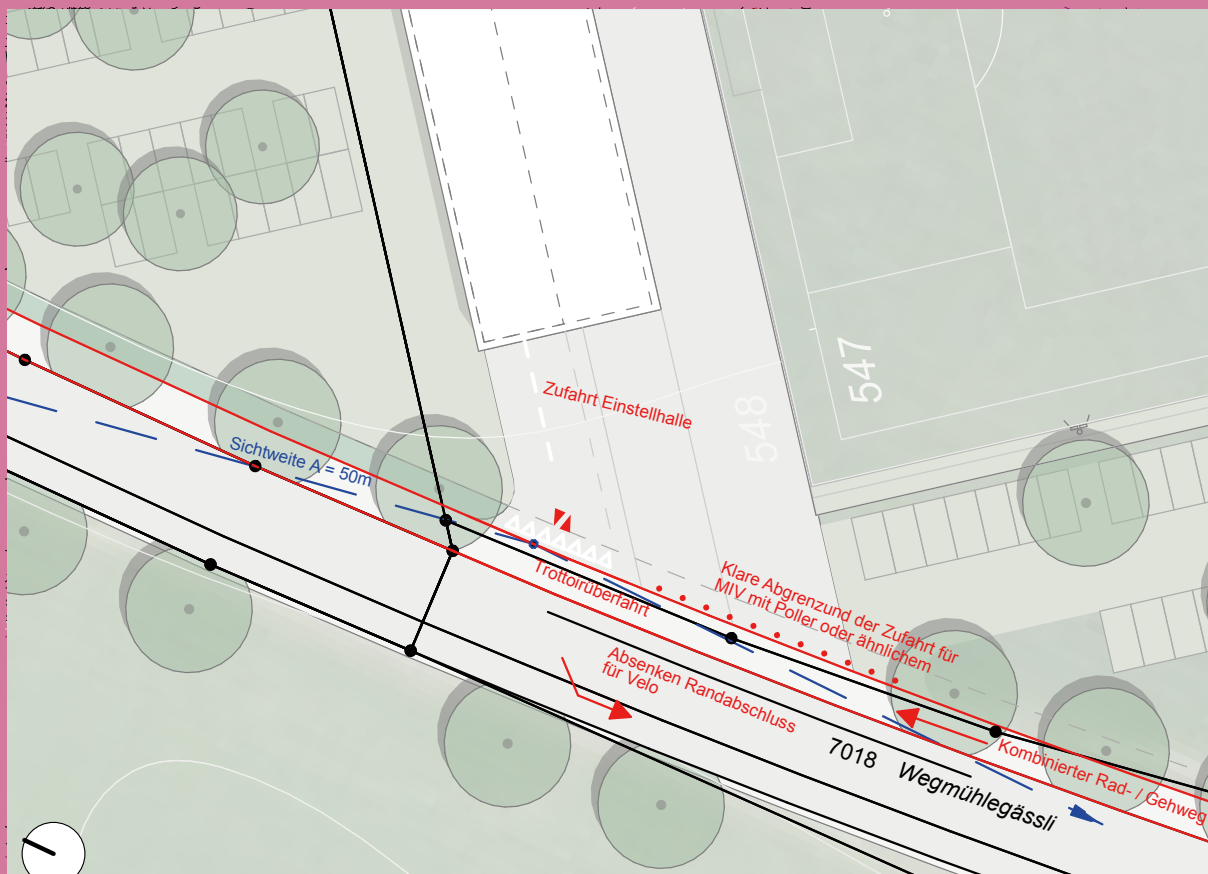 547
Zufahrt Einstellhalle
548
Sichtweite A = 50m
Trottoirüberfahrt
Klare Abgrenzund der Zufahrt für
MIV mit Poller oder ähnlichem
Absenken Randabschluss
für Velo
7018
Wegmühlegässli
Kombinierter Rad- / Gehweg